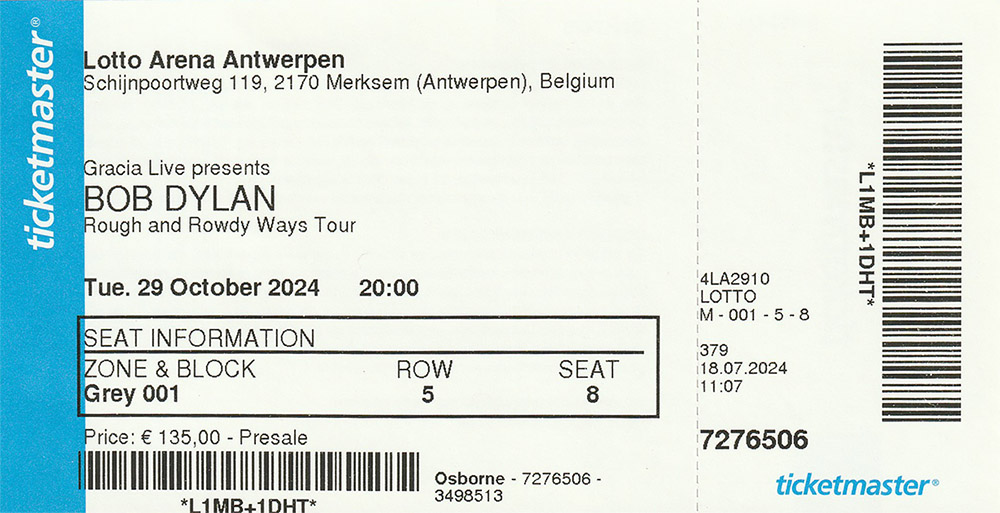 ticketmaster®
Lotto Arena Antwerpen
Schijnpoortweg 119, 2170 Merksem (Antwerpen), Belgium
Gracia Live presents
BOB DYLAN
Rough and Rowdy Ways Tour
Tue. 29 October 2024 20:00
SEAT INFORMATION
ZONE & BLOCK ROW SEAT
Grey 001 5 8
Price: € 135,00 - Presale
*L1MB+1DHT*
Osborne - 7276506 -
3498513
4LA2910
LOTTO
M - 001 - 5 - 8
379
18.07.2024
11:07
7276506
ticketmaster®
*L1MB+1DHT*